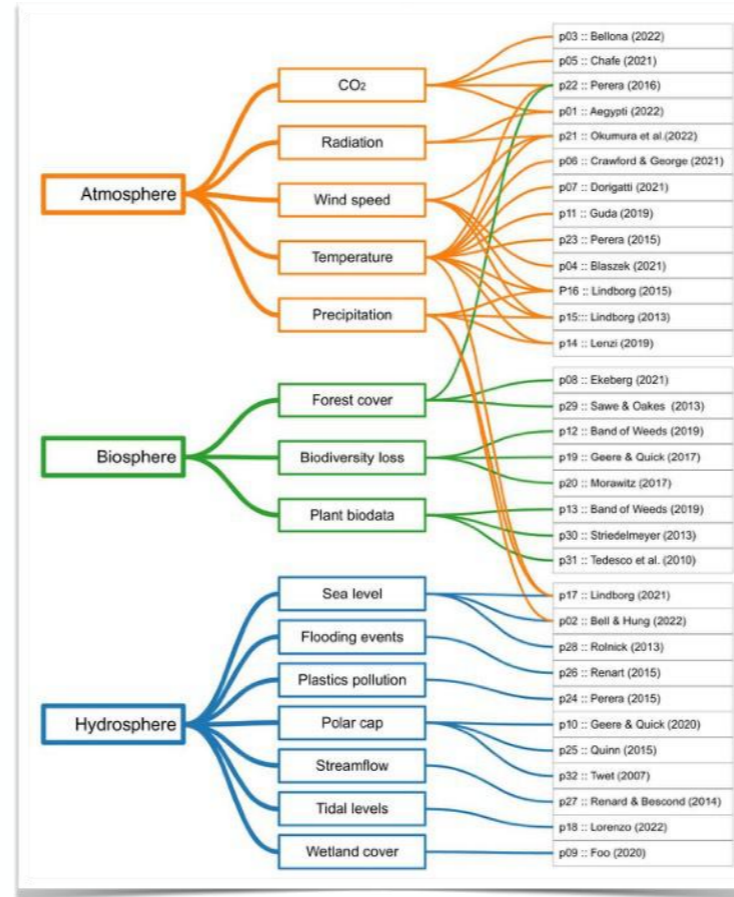 Atmosphere
CO₂
Radiation
Wind speed
Temperature
Precipitation
Biosphere
Forest cover
Biodiversity loss
Plant biodata
Hydrosphere
Sea level
Flooding events
Plastics pollution
Polar cap
Streamflow
Tidal levels
Wetland cover
p03 :: Bellona (2022)
p05 :: Chafe (2021)
p22 :: Perera (2016)
p01 :: Aegypti (2022)
p21 :: Okumura et al.(2022)
p06 :: Crawford & George (2021)
p07 :: Dorigatti (2021)
p11 :: Guda (2019)
p23 :: Perera (2015)
p04 :: Blaszek (2021)
P16 :: Lindborg (2015)
p15::: Lindborg (2013)
p14 :: Lenzi (2019)
p08 :: Ekeberg (2021)
p29 :: Sawe & Oakes (2013)
p12 :: Band of Weeds (2019)
p19 :: Geere & Quick (2017)
p20 :: Morawitz (2017)
p13 :: Band of Weeds (2019)
p30 :: Striedelmeyer (2013)
p31 :: Tedesco et al. (2010)
p17 :: Lindborg (2021)
p02 :: Bell & Hung (2022)
p28 :: Rolnick (2013)
p26 :: Renart (2015)
p24 :: Perera (2015)
p10 :: Geere & Quick (2020)
p25 :: Quinn (2015)
p32 :: Twet (2007)
p27 :: Renard & Bescond (2014)
p18 :: Lorenzo (2022)
p09 :: Foo (2020)